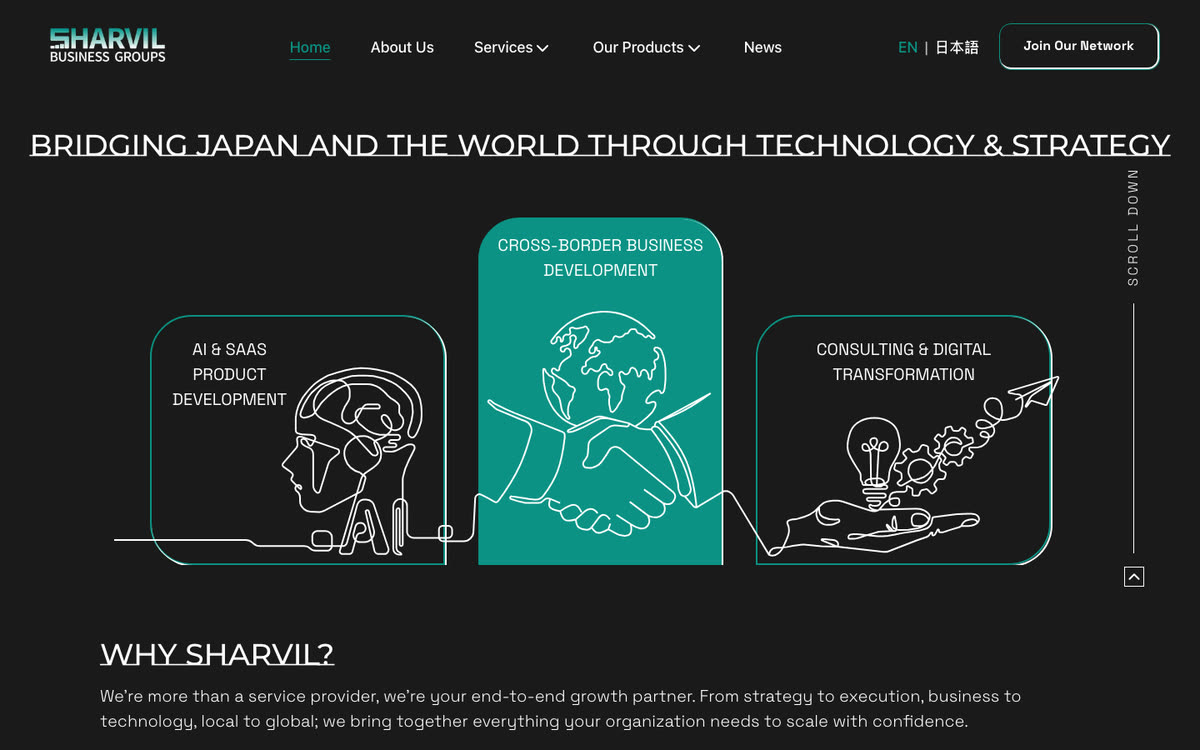 SHARVIL
BUSINESS GROUPS
Home
About Us
Services
Our Products
News
EN | 日本語
Join Our Network
BRIDGING JAPAN AND THE WORLD THROUGH TECHNOLOGY & STRATEGY
SCROLL DOWN
CROSS-BORDER BUSINESS
DEVELOPMENT
AI & SAAS
PRODUCT
DEVELOPMENT
AI
CONSULTING & DIGITAL
TRANSFORMATION
WHY SHARVIL?
We're more than a service provider, we're your end-to-end growth partner. From strategy to execution, business to
technology, local to global; we bring together everything your organization needs to scale with confidence.